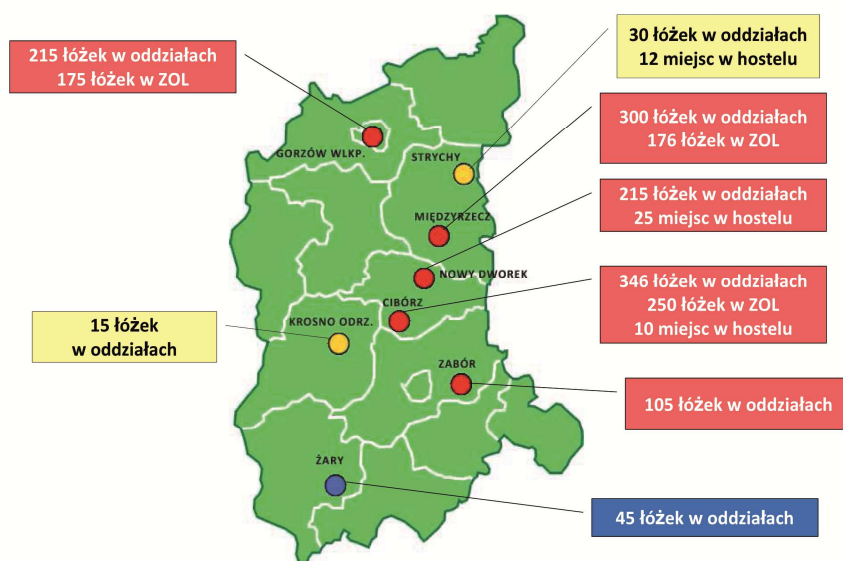 215 łóżek w oddziałach
175 łóżek w ZOL
30 łóżek w oddziałach
12 miejsc w hostelu
300 łóżek w oddziałach
176 łóżek w ZOL
GORZÓW WLKP.
STRYCHY
215 łóżek w oddziałach
25 miejsc w hostelu
MIĘDZYRZECZ
NOWY DWOREK
346 łóżek w oddziałach
250 łóżek w ZOL
10 miejsc w hostelu
CIBÓRZ
KROSNO ODRZ.
15 łóżek
w oddziałach
ZABÓR
105 łóżek w oddziałach
ŻARY
45 łóżek w oddziałach